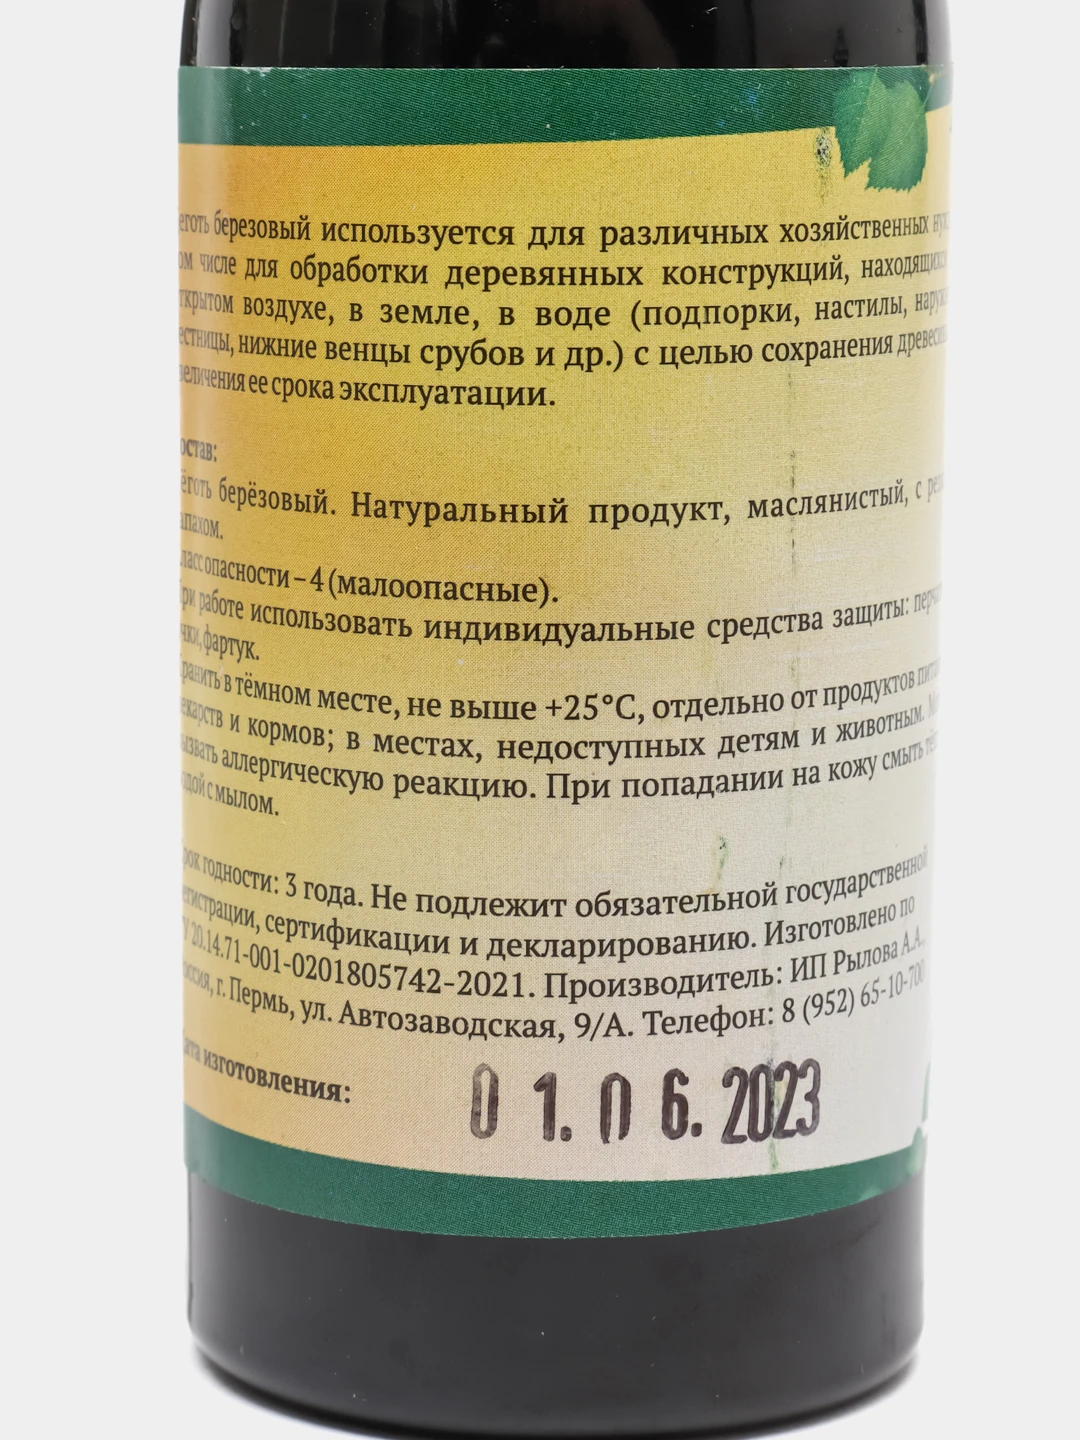 березовый используется для различных хозяйственных
числе для обработки деревянных конструкций, находящихся
воздухе, в земле, в воде (подпорки, настилы,
нижние венцы срубов и др.) с целью сохранения
ее срока эксплуатации.
берёзовый. Натуральный продукт, маслянистый, с
опасности – 4 (малоопасные).
работе использовать индивидуальные средства защиты:
фартук.
в тёмном месте, не выше +25°С, отдельно от продуктов
и кормов; в местах, недоступных детям и животным.
аллергическую реакцию. При попадании на кожу смыть
с мылом.
годности: 3 года. Не подлежит обязательной государственной
сертификации и декларированию. Изготовлено по
20.14.71-001-0201805742-2021. Производитель: ИП Рылова А.А.,
г. Пермь, ул. Автозаводская, 9/А. Телефон: 8 (952) 65-10-700
изготовления: 01.06.2023